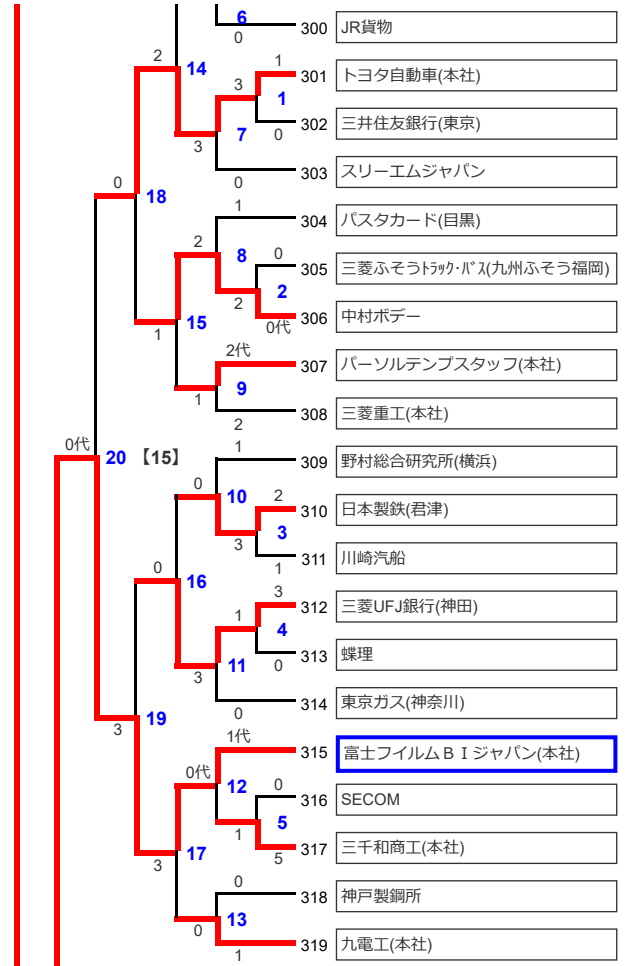 6
300 JR貨物
0
2
14
1
301 トヨタ自動車(本社)
3
1
7
302 三井住友銀行(東京)
0
3
303 スリーエムジャパン
0
0
18
1
304 パスタカード(目黒)
2
8
0
305 三菱ふそうトラック・バス(九州ふそう福岡)
2
2
306 中村ボデー
0代
15
1
2代
307 パーソルテンプスタッフ(本社)
9
1
308 三菱重工(本社)
2
0代
20 【15】
1
309 野村総合研究所(横浜)
0
10
2
310 日本製鉄(君津)
3
3
311 川崎汽船
1
0
16
3
312 三菱UFJ銀行(神田)
1
4
11
313 蝶理
0
3
314 東京ガス(神奈川)
0
19
3
1代
315 富士フイルムBIジャパン(本社)
0代
12
0
316 SECOM
5
1
317 三千和商工(本社)
5
17
3
0
318 神戸製鋼所
13
0
319 九電工(本社)
1